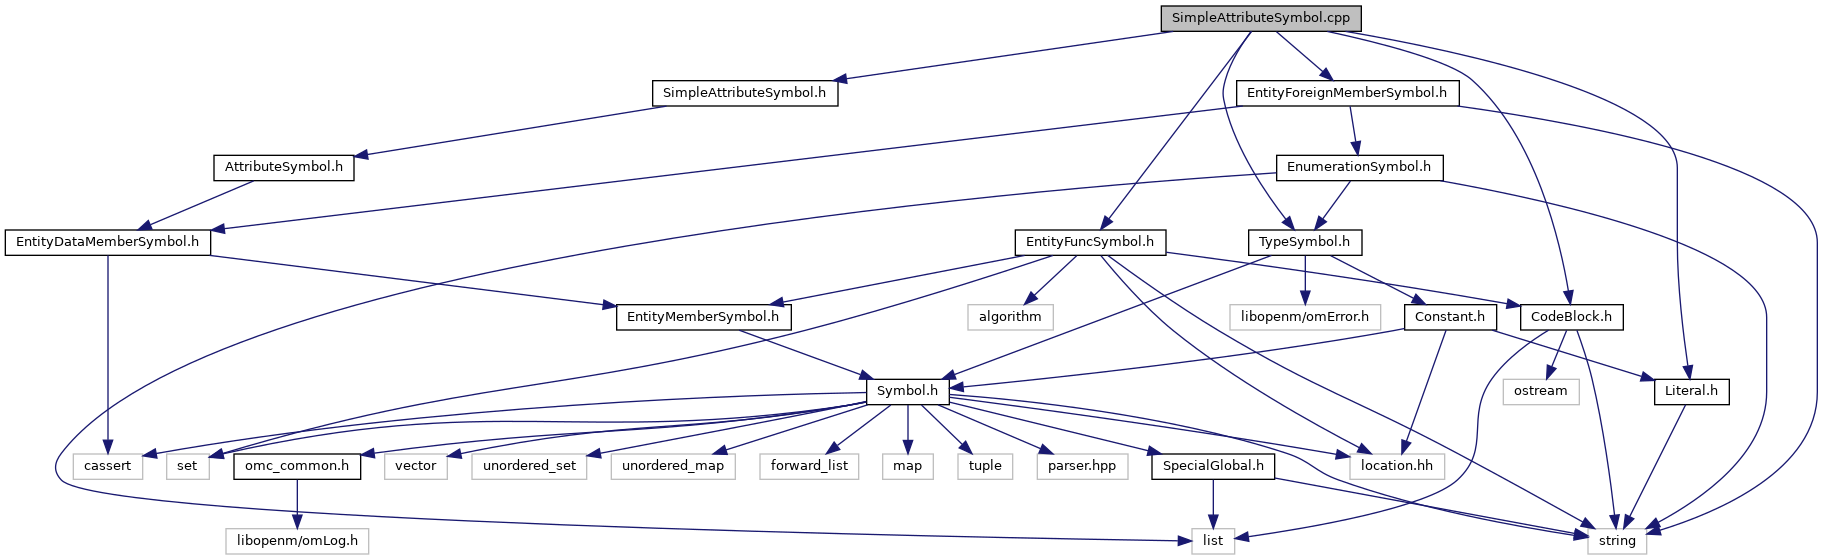 SimpleAttributeSymbol.cpp
SimpleAttributeSymbol.h
EntityForeignMemberSymbol.h
AttributeSymbol.h
EnumerationSymbol.h
EntityDataMemberSymbol.h
EntityFuncSymbol.h
TypeSymbol.h
EntityMemberSymbol.h
algorithm
libopenm/omError.h
Constant.h
CodeBlock.h
Symbol.h
ostream
Literal.h
cassert
set
omc_common.h
vector
unordered_set
unordered_map
forward_list
map
tuple
parser.hpp
SpecialGlobal.h
location.hh
libopenm/omLog.h
list
string